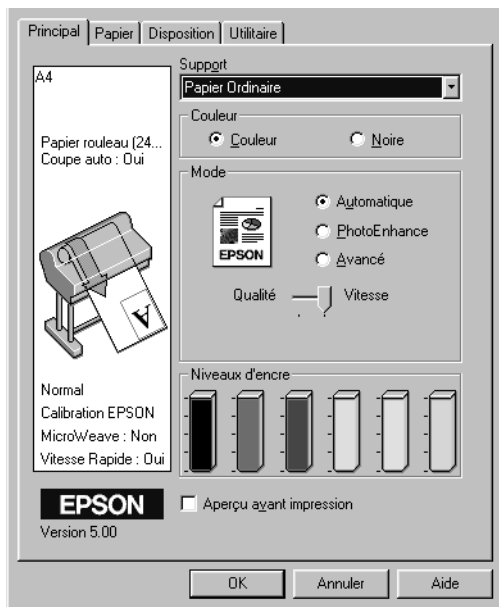 Principal Papier Disposition Utilitaire
A4
Papier rouleau (24...
Coupe auto : Oui
Normal
Calibration EPSON
MicroWeave : Non
Vitesse Rapide : Oui
EPSON
Version 5.00
Support
Papier Ordinaire
Couleur
Couleur Noire
Mode
EPSON
Automatique
PhotoEnhance
Avancé
Qualité Vitesse
Niveaux d'encre
Aperçu avant impression
OK Annuler Aide